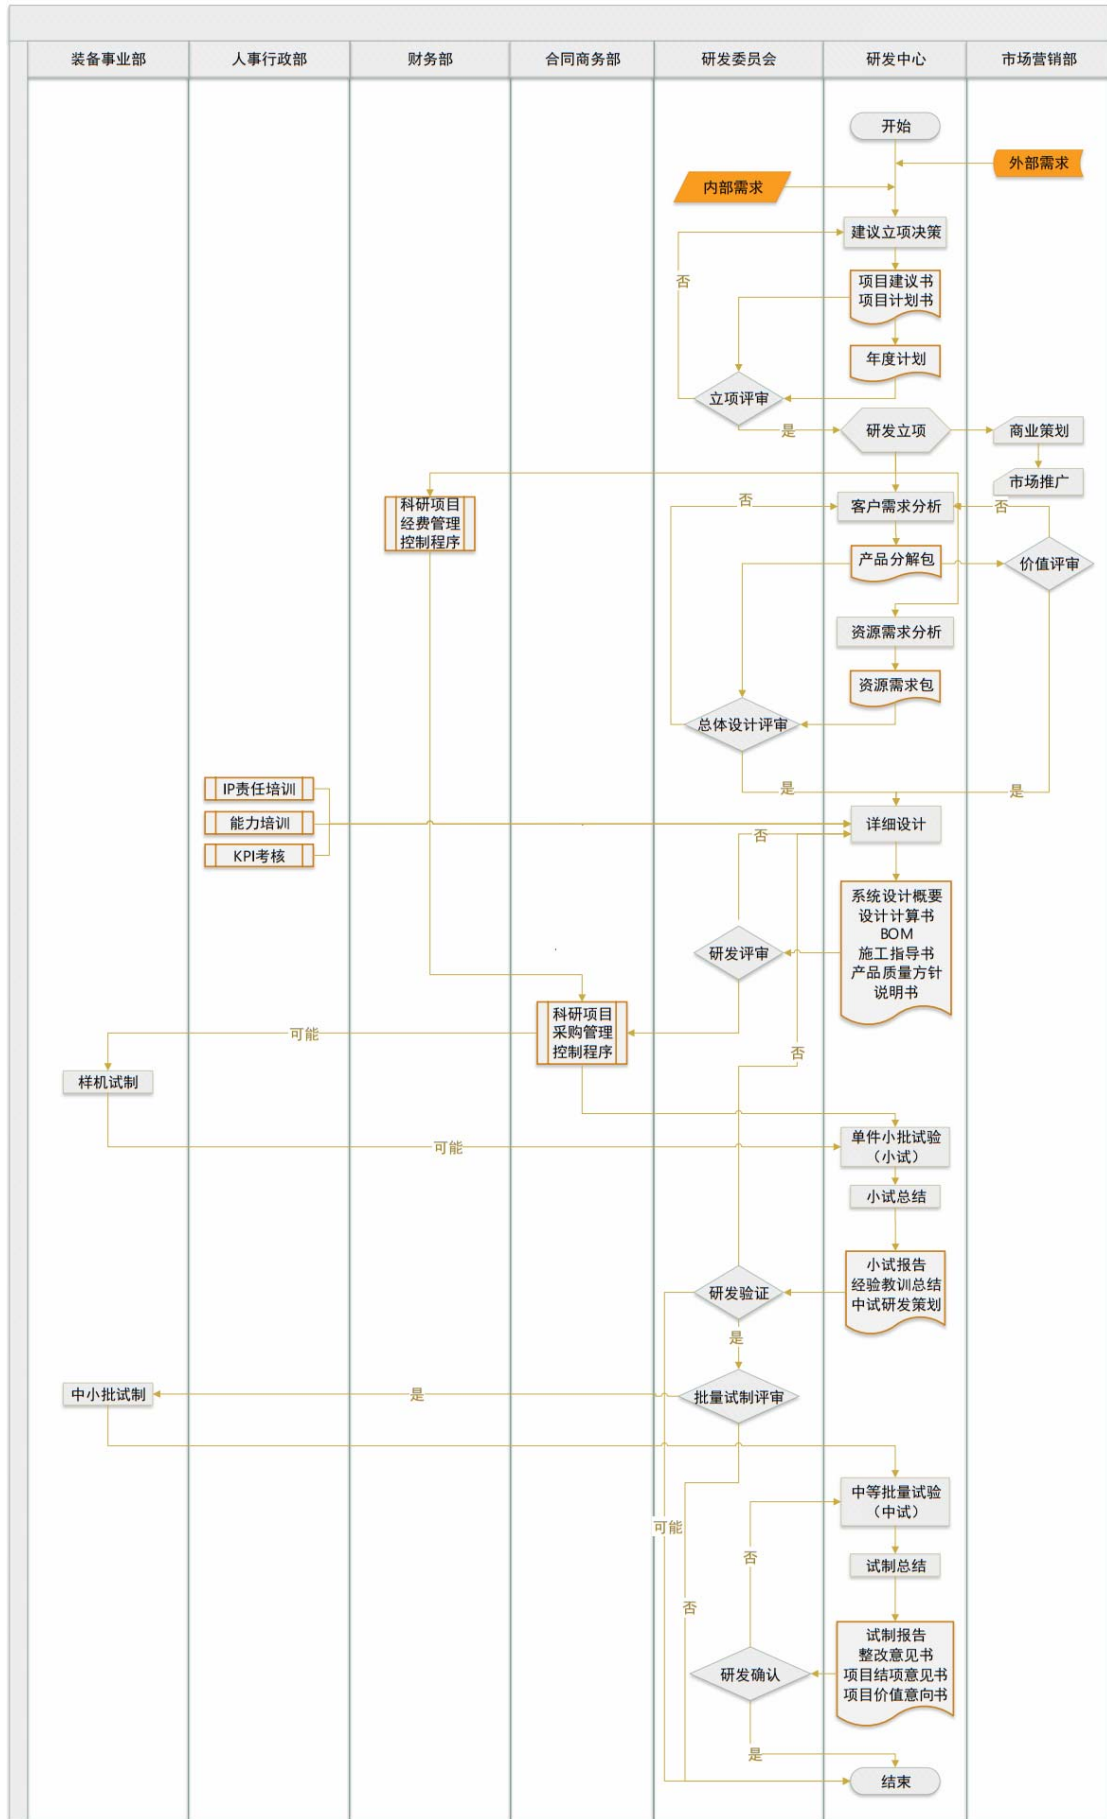 装备事业部
人事行政部
财务部
合同商务部
研发委员会
研发中心
市场营销部
开始
外部需求
内部需求
建议立项决策
否
项目建议书
项目计划书
年度计划
立项评审
是
研发立项
商业策划
市场推广
科研项目
经费管理
控制程序
否
客户需求分析
否
产品分解包
价值评审
资源需求分析
资源需求包
总体设计评审
是
是
IP责任培训
能力培训
KPI考核
详细设计
否
系统设计概要
设计计算书
BOM
施工指导书
产品质量方针
说明书
研发评审
科研项目
采购管理
控制程序
可能
否
样机试制
单件小批试验
（小试）
可能
小试总结
小试报告
经验教训总结
中试研发策划
研发验证
是
中小批试制
是
批量试制评审
中等批量试验
（中试）
可能
否
试制总结
否
试制报告
整改意见书
项目结项意见书
项目价值意向书
研发确认
是
结束